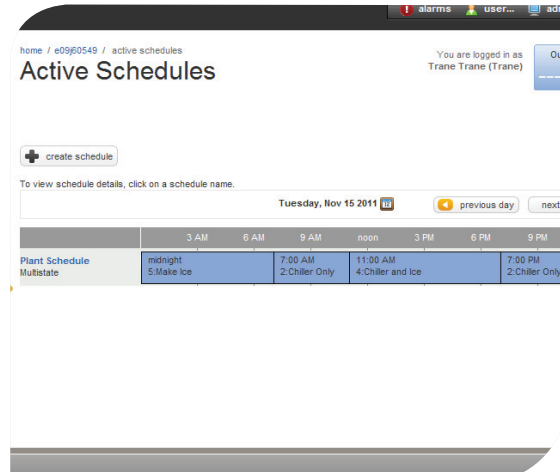 alarms user...
home / e09j60549 / active schedules
You are logged in as
Active Schedules
Trane Trane (Trane)
create schedule
To view schedule details, click on a schedule name.
Tuesday, Nov 15 2011 previous day next
3 AM 6 AM 9 AM noon 3 PM 6 PM 9 PM
Plant Schedule midnight 7:00 AM 11:00 AM 7:00 PM
Multistate 5:Make Ice 2:Chiller Only 4:Chiller and Ice 2:Chiller Only